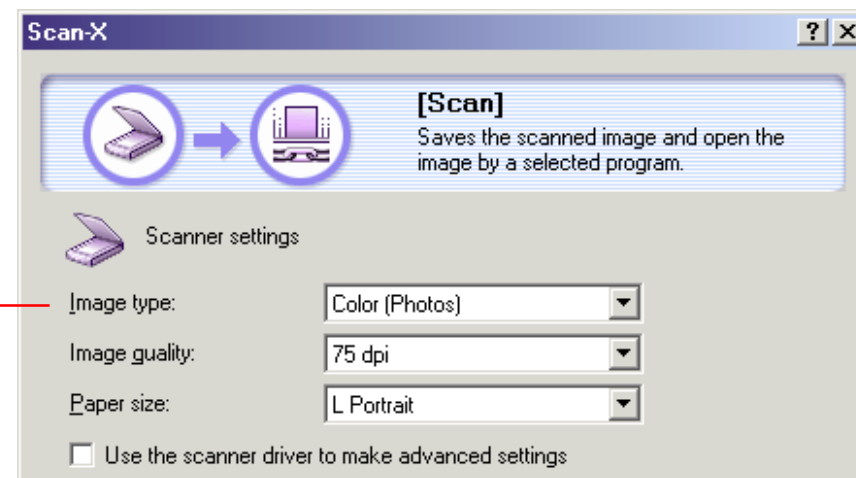 Scan-X
[Scan]
Saves the scanned image and open the
image by a selected program.
Scanner settings
Image type: Color (Photos)
Image guality: 75 dpi
Paper size: L Portrait
Use the scanner driver to make advanced settings